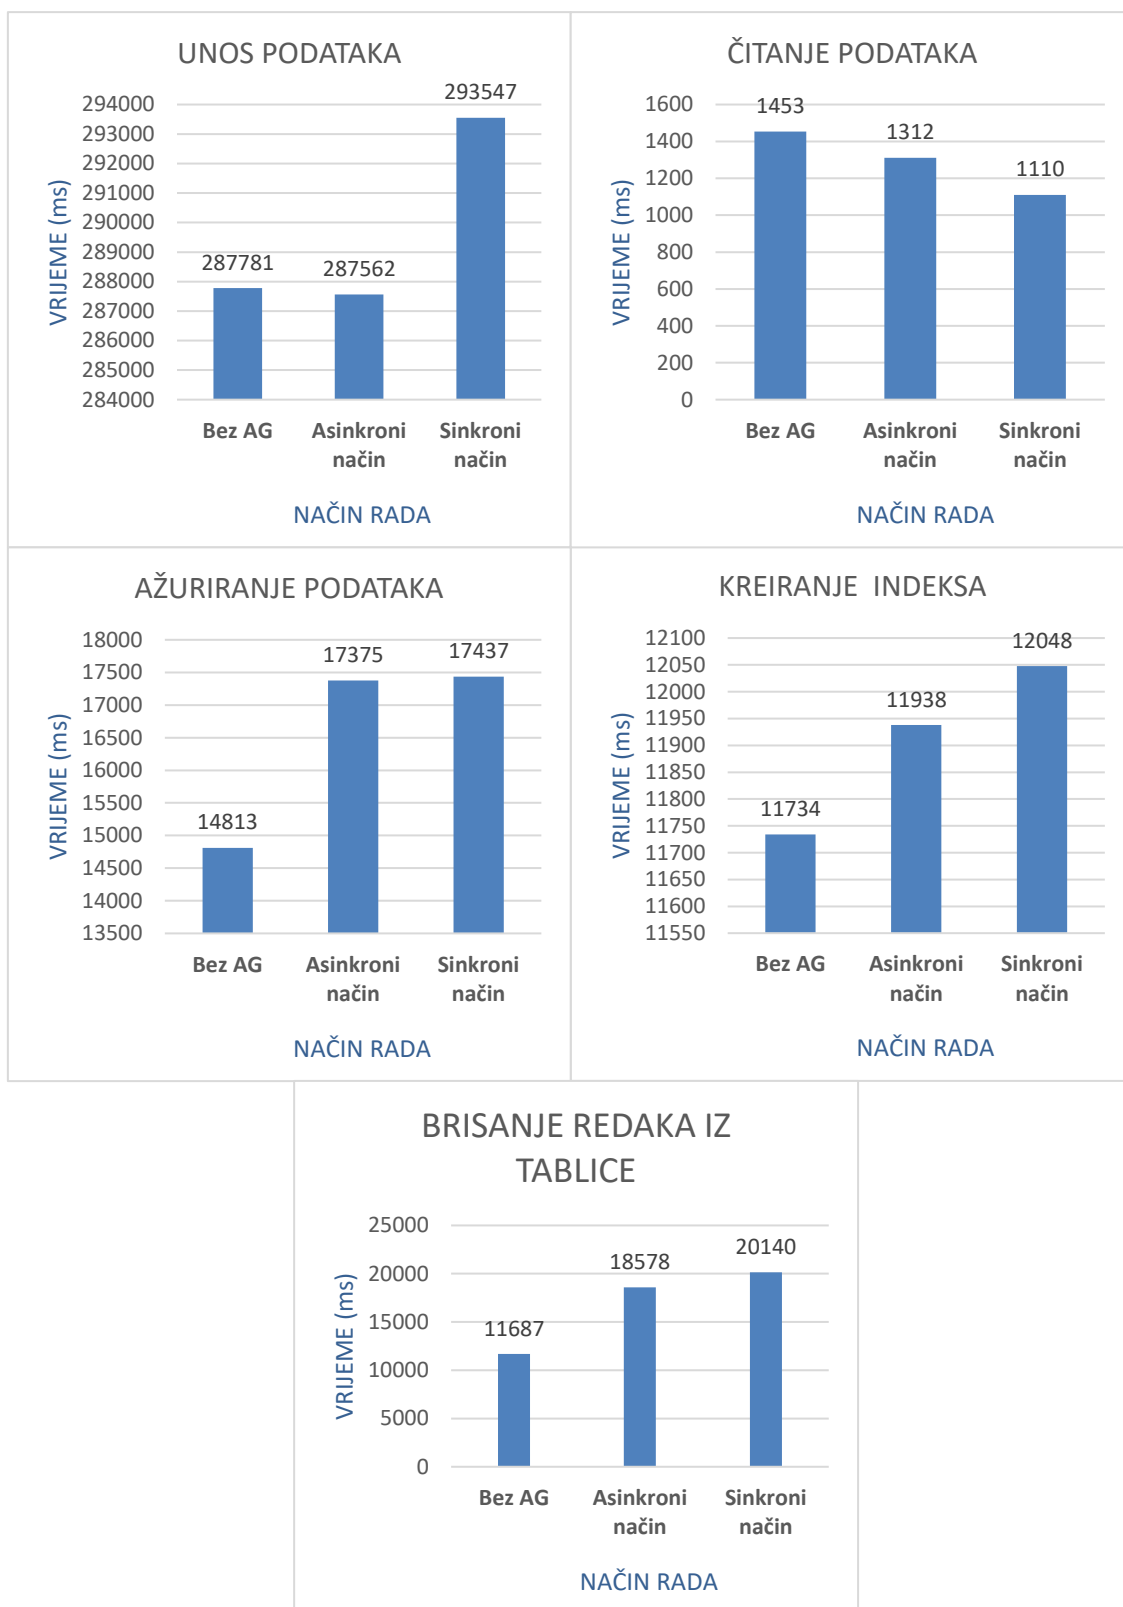 UNOS PODATAKA
294000
293000
292000
291000
290000
289000
288000
287000
286000
285000
284000
VRIJEME (ms)
287781
287562
293547
Bez AG
Asinkroni
način
Sinkroni
način
NAČIN RADA
ČITANJE PODATAKA
1600
1400
1200
1000
800
600
400
200
0
VRIJEME (ms)
1453
1312
1110
Bez AG
Asinkroni
način
Sinkroni
način
NAČIN RADA
AŽURIRANJE PODATAKA
18000
17500
17000
16500
16000
15500
15000
14500
14000
13500
VRIJEME (ms)
14813
17375
17437
Bez AG
Asinkroni
način
Sinkroni
način
NAČIN RADA
KREIRANJE  INDEKSA
12100
12050
12000
11950
11900
11850
11800
11750
11700
11650
11600
11550
VRIJEME (ms)
11734
11938
12048
Bez AG
Asinkroni
način
Sinkroni
način
NAČIN RADA
BRISANJE REDAKA IZ
TABLICE
25000
20000
15000
10000
5000
0
VRIJEME (ms)
11687
18578
20140
Bez AG
Asinkroni
način
Sinkroni
način
NAČIN RADA